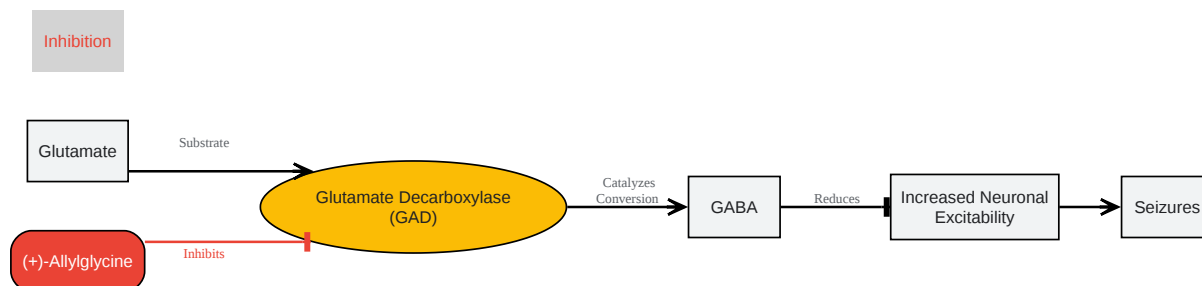 Inhibition
Glutamate
Substrate
Glutamate Decarboxylase
(GAD)
Catalyzes
Conversion
GABA
Reduces
Increased Neuronal
Excitability
Seizures
(+)-Allylglycine
Inhibits